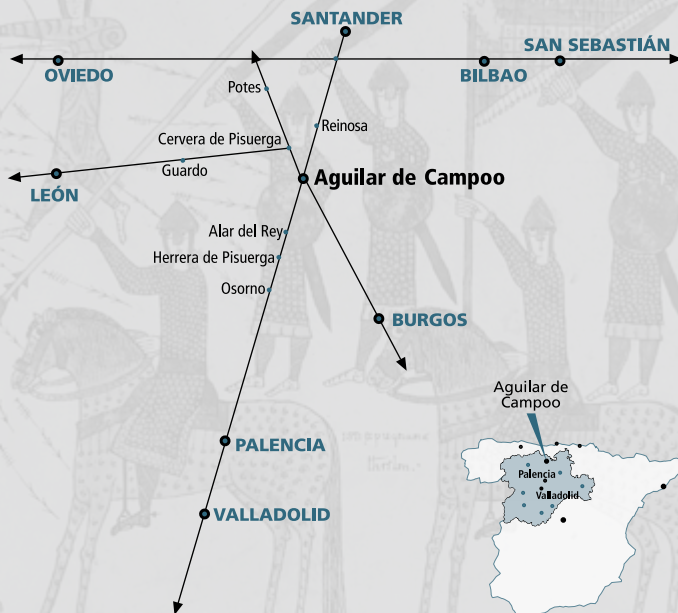 SANTANDER
OVIEDO
BILBAO
SAN SEBASTIÁN
Potes
Reinosa
Cervera de Pisuerga
Guardo
LEÓN
Aguilar de Campoo
Alar del Rey
Herrera de Pisuerga
Osorno
BURGOS
PALENCIA
VALLADOLID
Aguilar de
Campoo
Palencia
Valladolid